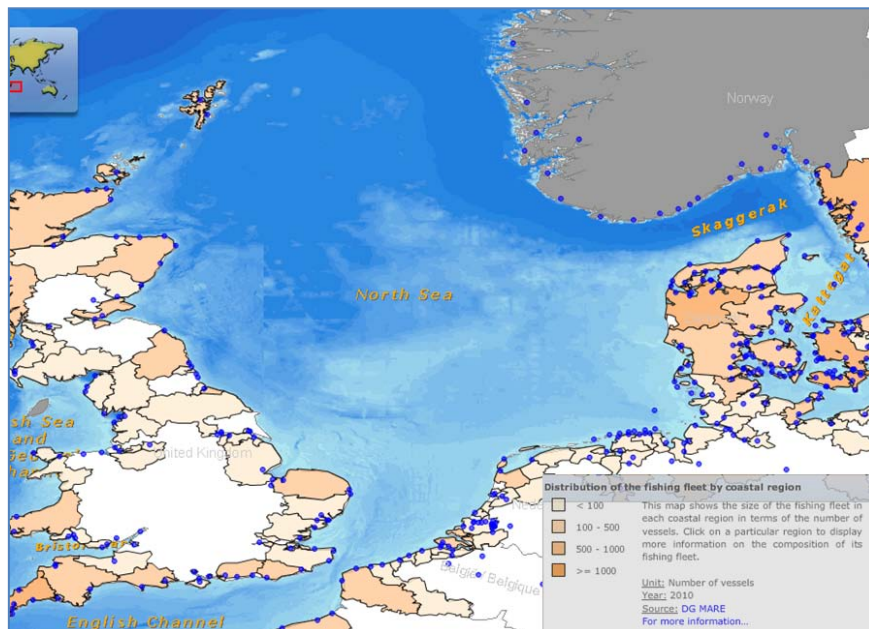 Norway
Skaggerak
North Sea
Kattegat
sh Sea
and
United Kingdom
België/ Belgique
English Channel
Distribution of the fishing fleet by coastal region
< 100
100 - 500
500 - 1000
>= 1000
This map shows the size of the fishing fleet in
each coastal region in terms of the number of
vessels. Click on a particular region to display
more information on the composition of its
fishing fleet.
Unit: Number of vessels
Year: 2010
Source: DG MARE
For more information...